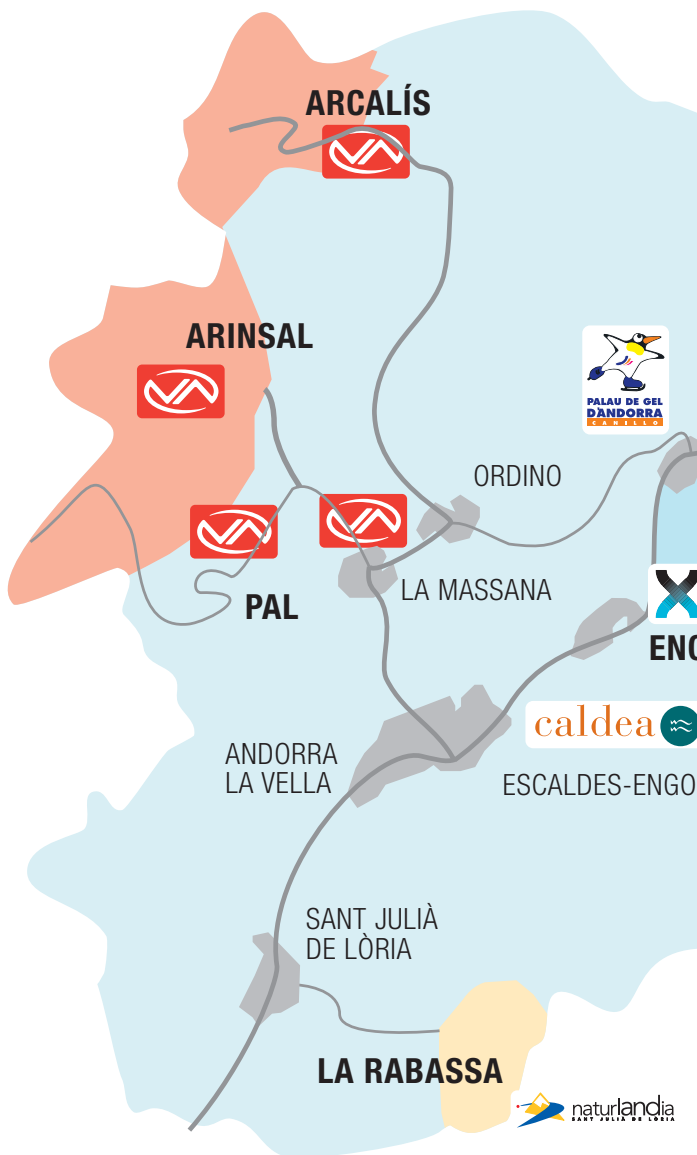 ARCALÍS
ARINSAL
PALAU DE GEL
D'ANDORRA
CANILLO
ORDINO
LA MASSANA
PAL
ENC
caldea
ANDORRA
LA VELLA
ESCALDES-ENGO
SANT JULIÀ
DE LÒRIA
LA RABASSA
naturlandia
SANT JULIÀ DE LÒRIA